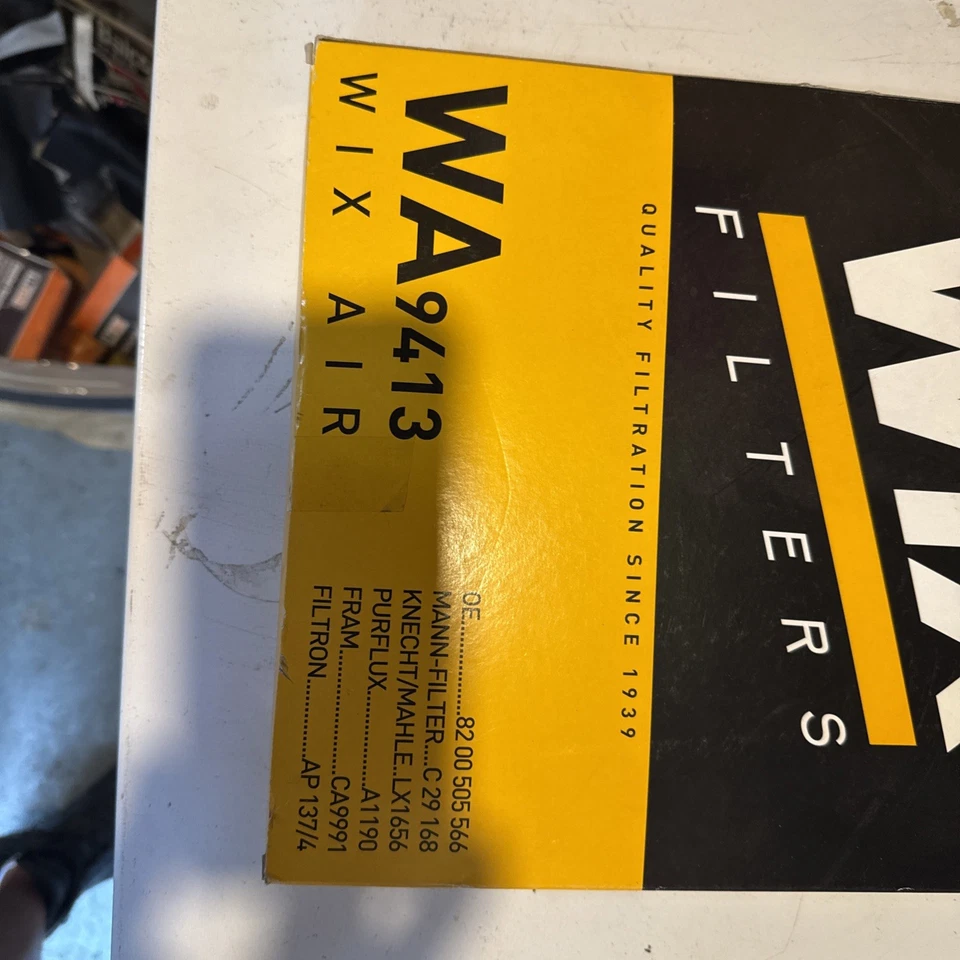 WIX
FILTERS
QUALITY FILTRATION SINCE 1939
WA9413
WIX AIR
OE..................82 00 505 566
MANN-FILTER....C 29 168
KNECHT/MAHLE..LX1656
PURFLUX..............A1190
FRAM..................CA9991
FILTRON............AP 137/4